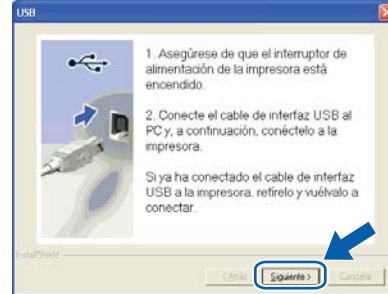 USB
1. Asegúrese de que el interruptor de
alimentación de la impresora está
encendido.
2. Conecte el cable de interfaz USB al
PC y, a continuación, conéctelo a la
impresora.
Si ya ha conectado el cable de interfaz
USB a la impresora, retírelo y vuélvalo a
conectar.
InstallShield
< Atrás
Siguiente >
Cancelar